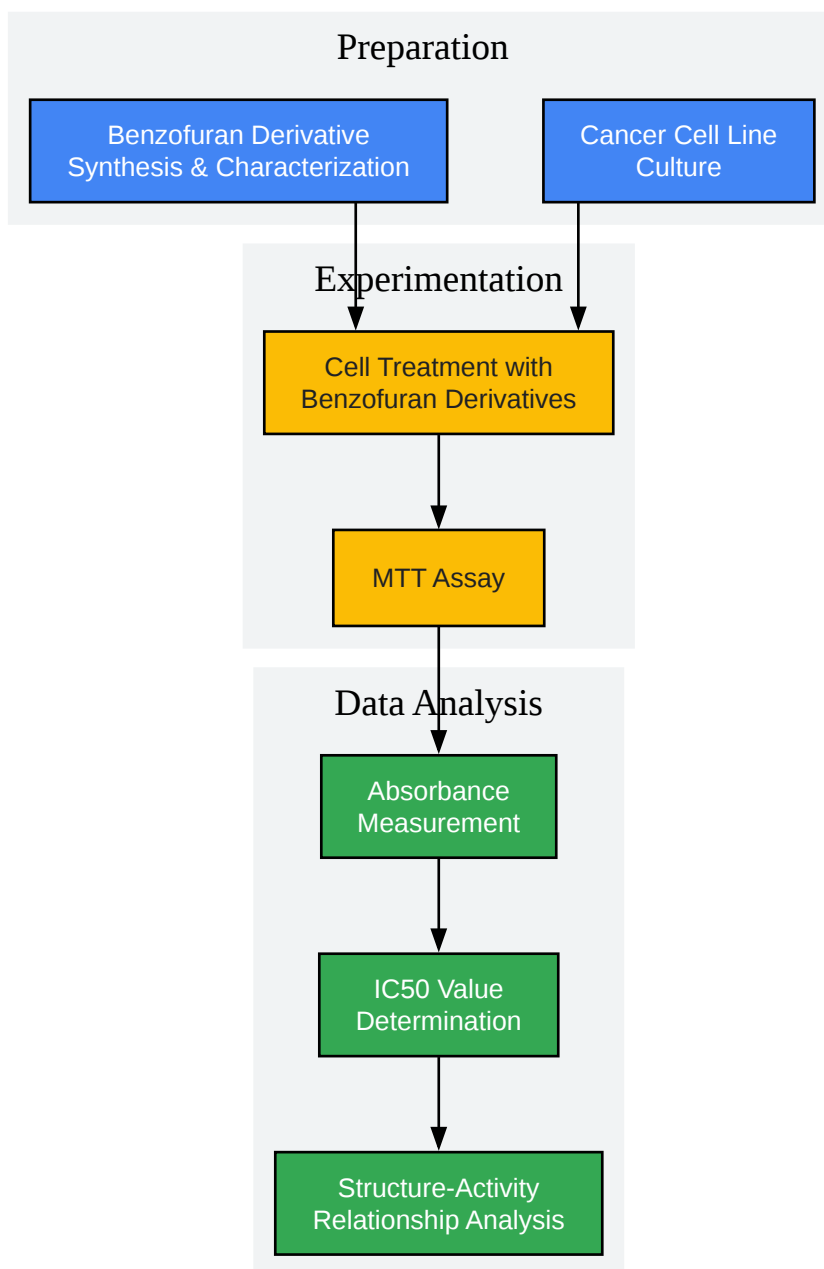 Preparation
Benzofuran Derivative
Synthesis & Characterization
Cancer Cell Line
Culture
Experimentation
Cell Treatment with
Benzofuran Derivatives
MTT Assay
Data Analysis
Absorbance
Measurement
IC50 Value
Determination
Structure-Activity
Relationship Analysis